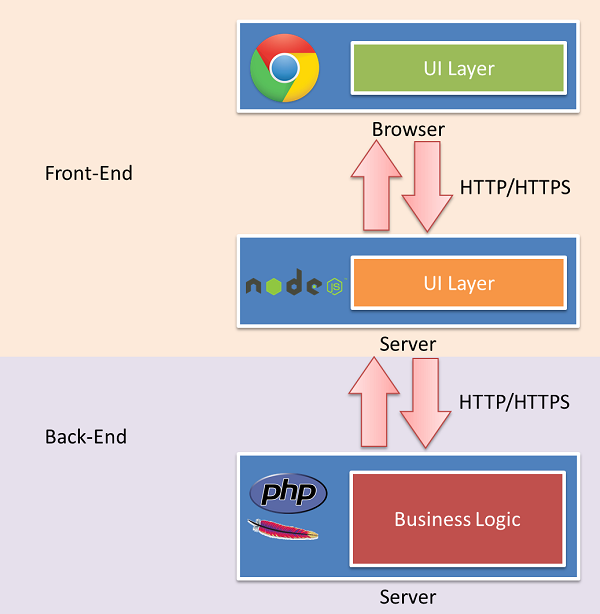 UI Layer
Browser
Front-End
HTTP/HTTPS
node
JS
UI Layer
Server
HTTP/HTTPS
Back-End
php
Business Logic
Server